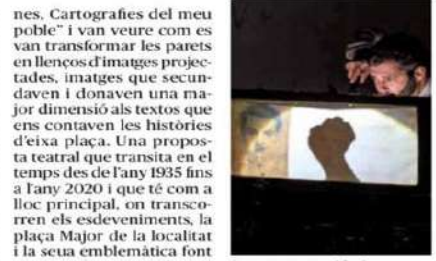 nes, Cartografies del meu
poble" i van veure com es
van transformar les parets
en llenços d'imatges projec-
tades, imatges que secun-
daven i donaven una ma-
jor dimensió als textos que
ens contaven les històries
d'eixa plaça. Una propos-
ta teatral que transita en el
temps des de l'any 1935 fins
a l'any 2020 i que té com a
lloc principal, on transco-
rren els esdeveniments, la
plaça Major de la localitat
i la seua emblemàtica font